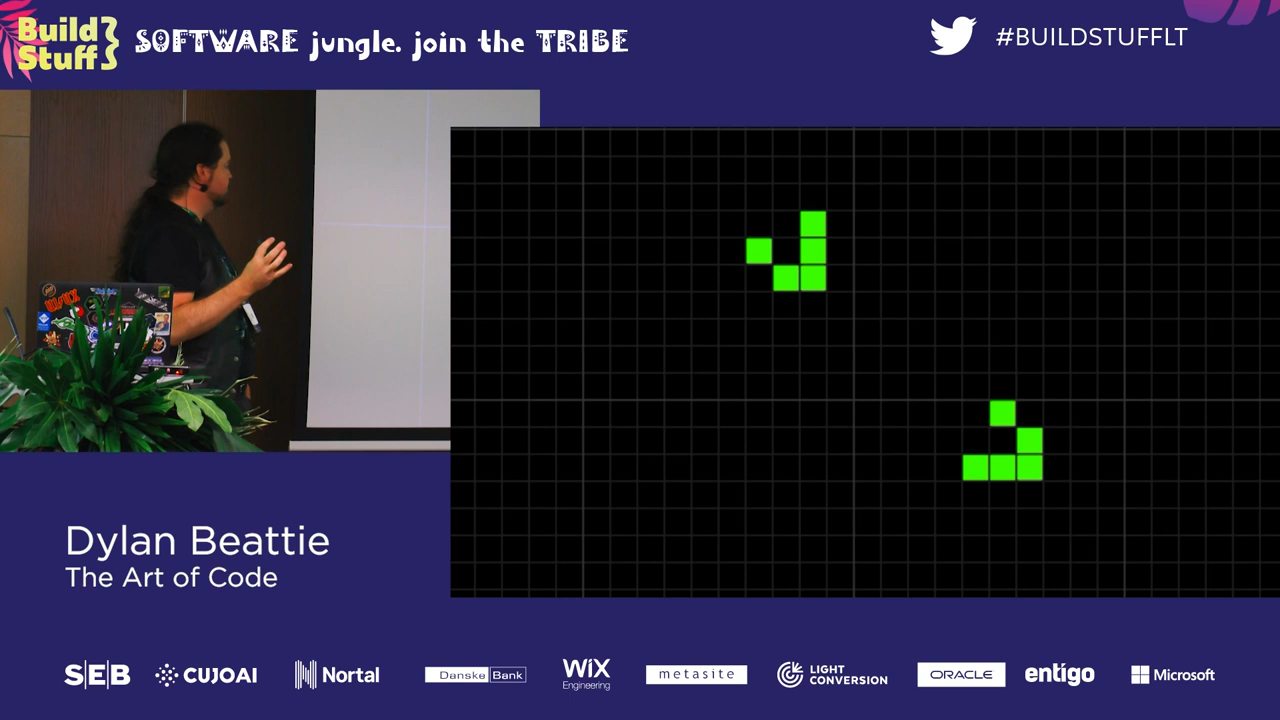 Build
Stuff
SOFTWARE jungle. join the TRIBE
#BUILDSTUFFLT
Dylan Beattie
The Art of Code
SEB
CUJOAI
Nortal
Danske Bank
WiX
Engineering
metasite
LIGHT
CONVERSION
ORACLE
entigo
Microsoft